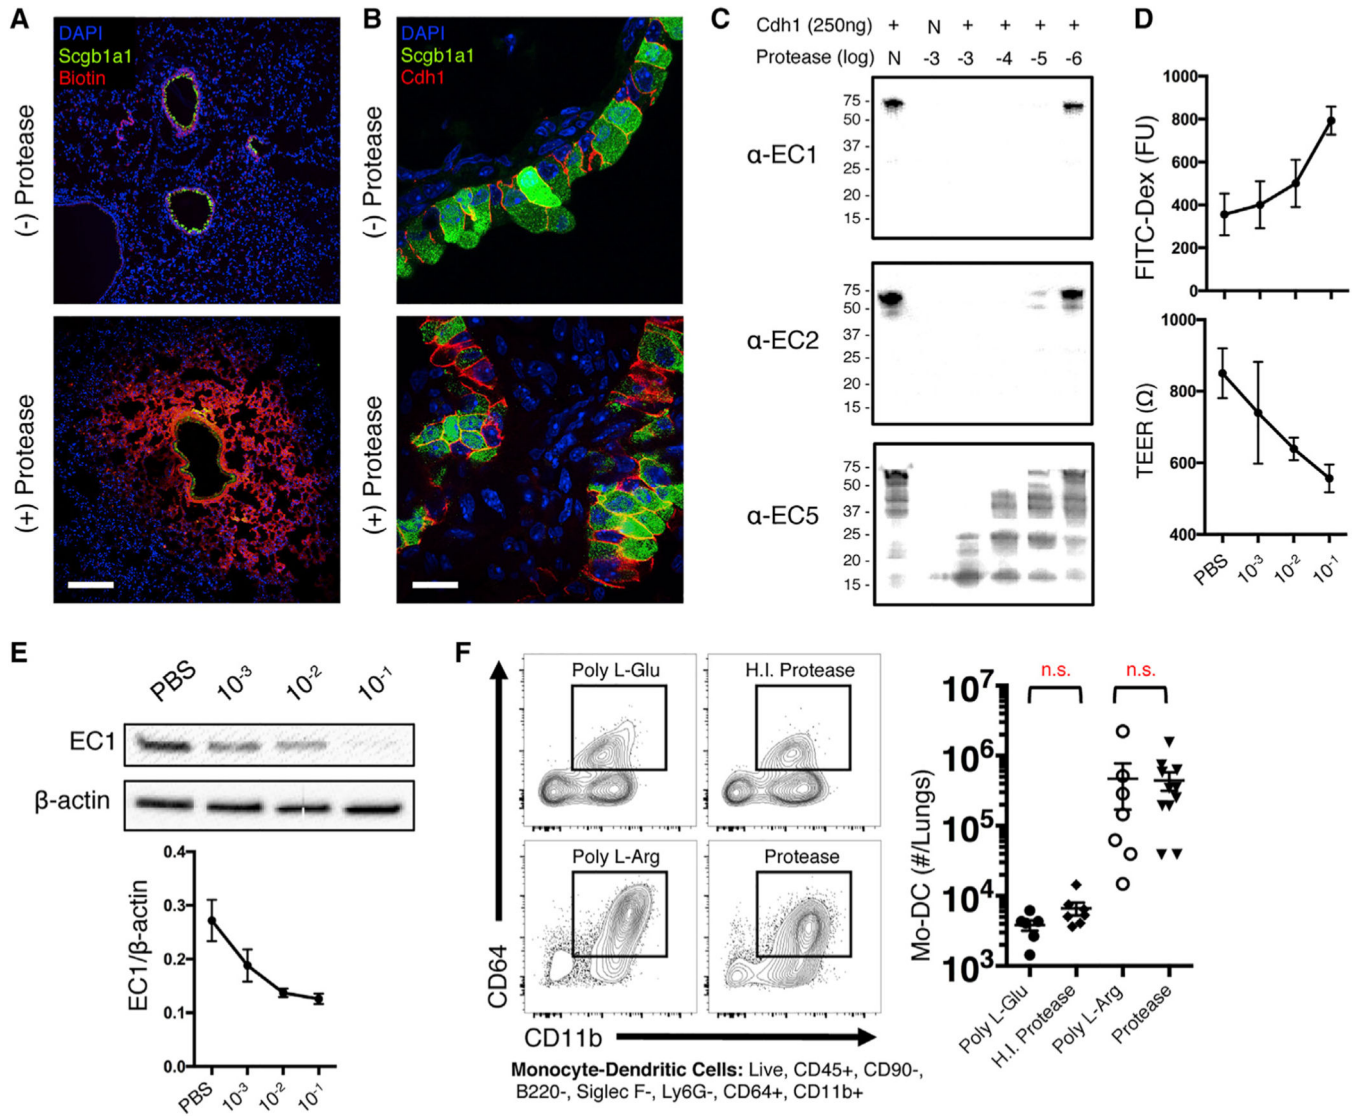 A
DAPI
Scgb1a1
Biotin
(-) Protease
(+) Protease
B
DAPI
Scgb1a1
Cdh1
(-) Protease
(+) Protease
C
Cdh1 (250ng) + N + + + +
Protease (log) N -3 -3 -4 -5 -6
α-EC1
75 -
50 -
37 -
25 -
20 -
15 -
α-EC2
75 -
50 -
37 -
25 -
20 -
15 -
α-EC5
75 -
50 -
37 -
25 -
20 -
15 -
D
FITC-Dex (FU)
1000
800
600
400
200
0
TEER (Ω)
1000
800
600
400
PBS 10-3 10-2 10-1
E
PBS 10-3 10-2 10-1
EC1
β-actin
EC1/β-actin
0.4
0.3
0.2
0.1
0.0
PBS 10-3 10-2 10-1
F
Poly L-Glu
H.I. Protease
Poly L-Arg
Protease
CD64
CD11b
Monocyte-Dendritic Cells: Live, CD45+, CD90-,
B220-, Siglec F-, Ly6G-, CD64+, CD11b+
n.s. n.s.
Mo-DC (#/Lungs)
107
106
105
104
103
Poly L-Glu
H.I. Protease
Poly L-Arg
Protease